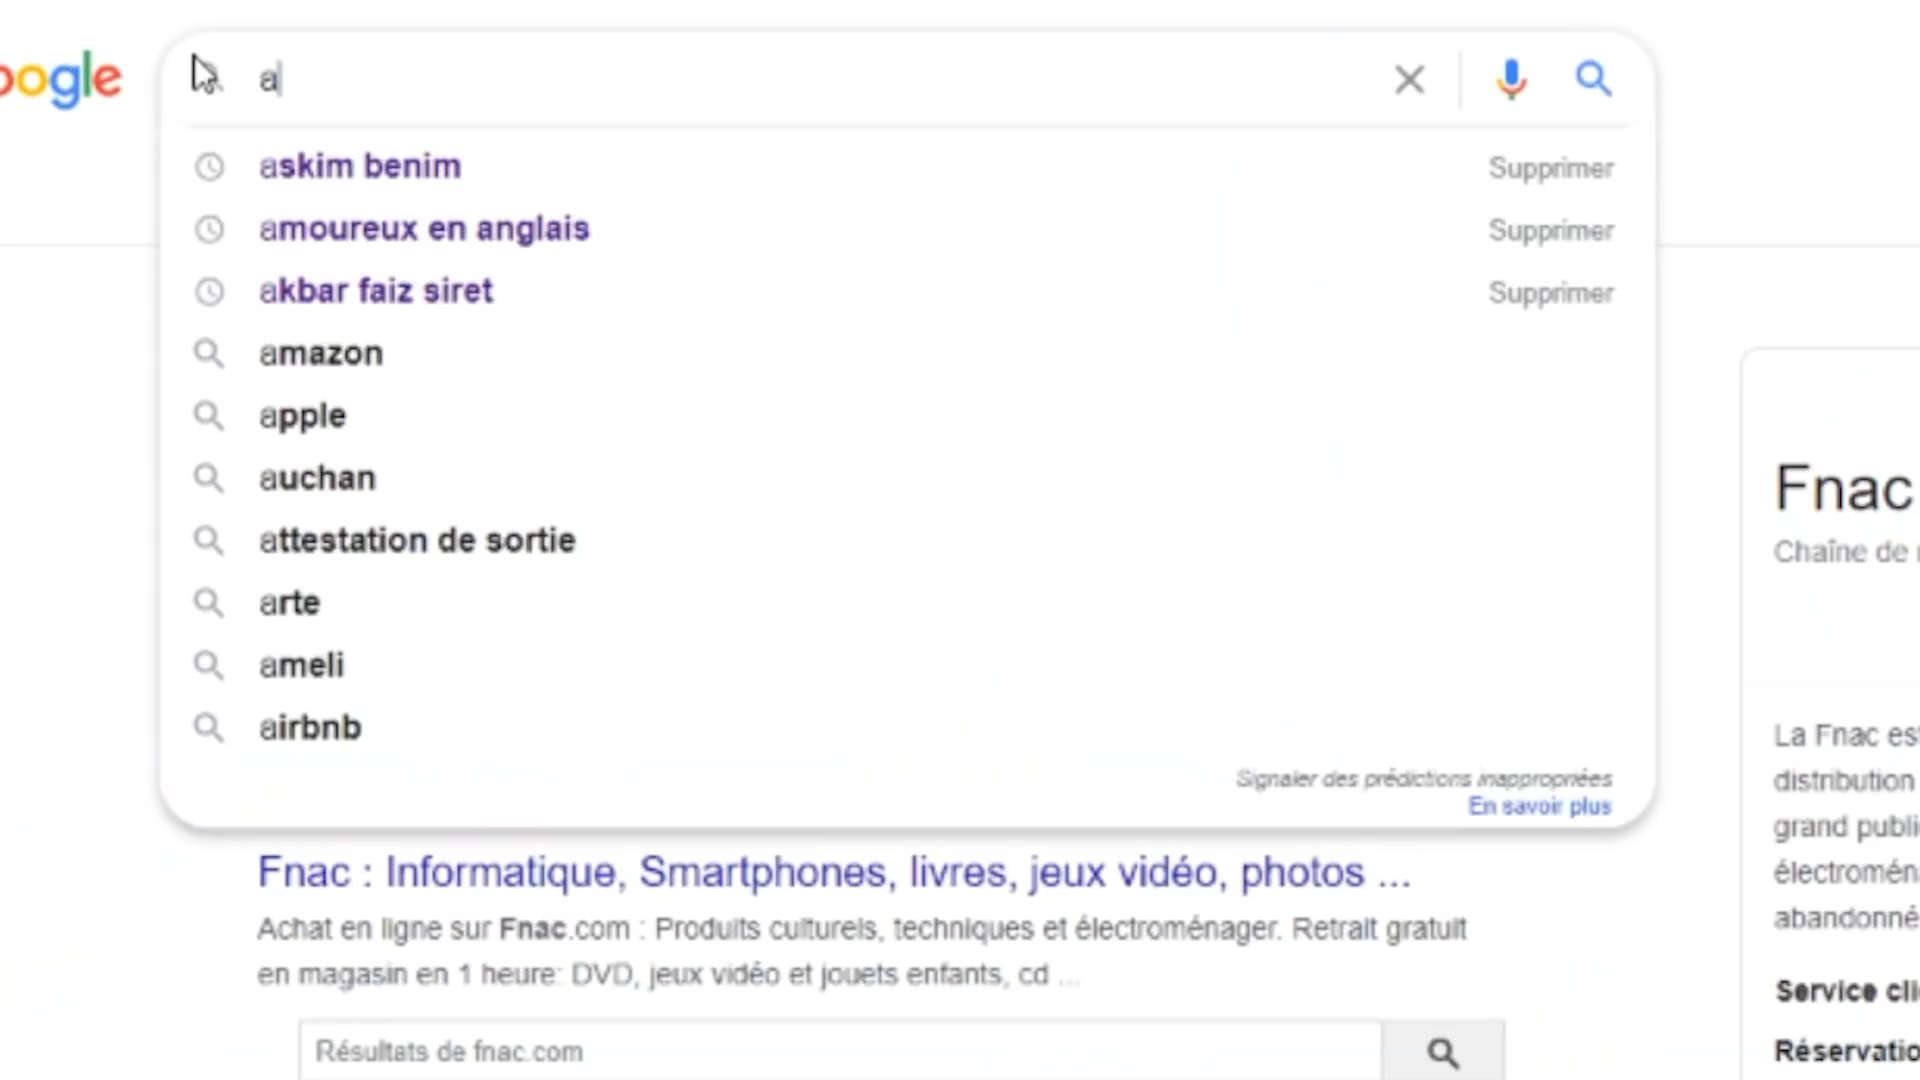 oogle
a
askim benim Supprimer
amoureux en anglais Supprimer
akbar faiz siret Supprimer
amazon
apple
auchan
attestation de sortie
arte
ameli
airbnb
Signaler des prédictions inappropriées
En savoir plus
Fnac : Informatique, Smartphones, livres, jeux vidéo, photos ...
Achat en ligne sur Fnac.com : Produits culturels, techniques et électroménager. Retrait gratuit
en magasin en 1 heure: DVD, jeux vidéo et jouets enfants, cd ...
Résultats de fnac.com
Fnac
Chaîne de
La Fnac est
distribution
grand publi
électroména
abandonné
Service cli
Réservatio